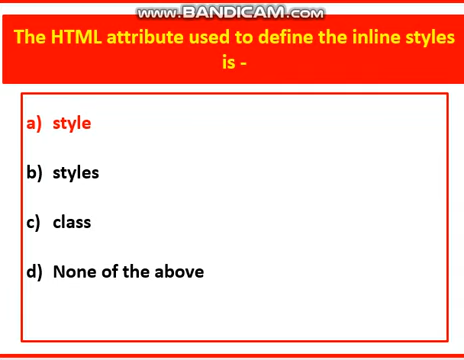 www.BANDICAM.com
The HTML attribute used to define the inline styles
is -
a) style
b) styles
c) class
d) None of the above